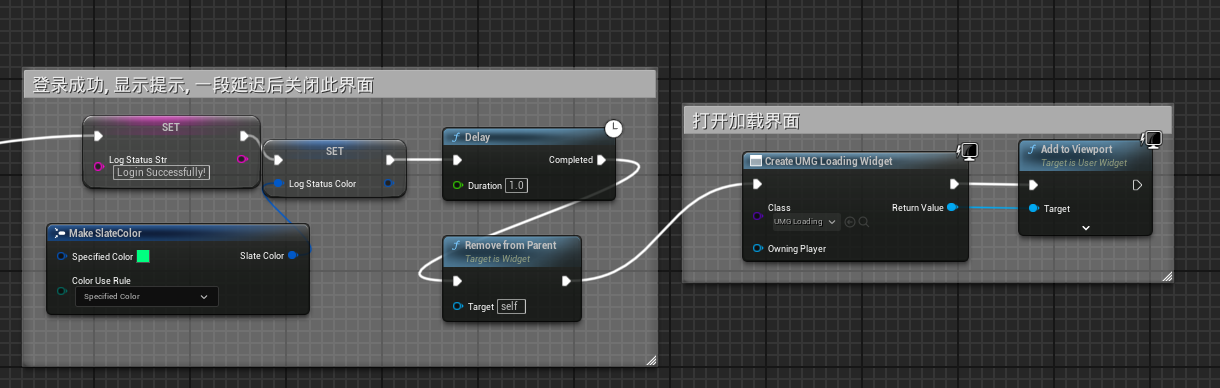 登录成功, 显示提示, 一段延迟后关闭此界面
SET
Log Status Str
Login Successfully!
SET
Log Status Color
Delay
Completed
Duration 1.0
Make SlateColor
Specified Color
Slate Color
Color Use Rule
Specified Color
Remove from Parent
Target is Widget
Target self
打开加载界面
Create UMG Loading Widget
Class
UMG Loading
Return Value
Owning Player
Add to Viewport
Target is User Widget
Target